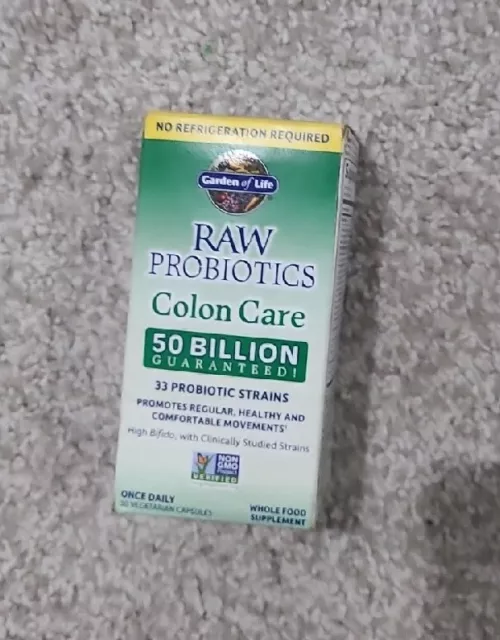 NO REFRIGERATION REQUIRED
Garden of Life
RAW
PROBIOTICS
Colon Care
50 BILLION
GUARANTEED!
33 PROBIOTIC STRAINS
PROMOTES REGULAR, HEALTHY AND
COMFORTABLE MOVEMENTS†
High Bifido, with Clinically Studied Strains
NON
GMO
Project
VERIFIED
ONCE DAILY
30 VEGETARIAN CAPSULES
WHOLE FOOD
SUPPLEMENT